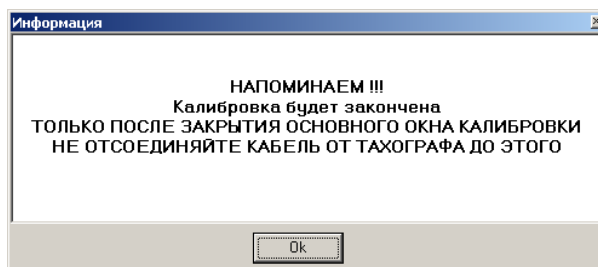 Информация
НАПОМИНАЕМ !!!
Калибровка будет закончена
ТОЛЬКО ПОСЛЕ ЗАКРЫТИЯ ОСНОВНОГО ОКНА КАЛИБРОВКИ
НЕ ОТСОЕДИНЯЙТЕ КАБЕЛЬ ОТ ТАХОГРАФА ДО ЭТОГО
Ok